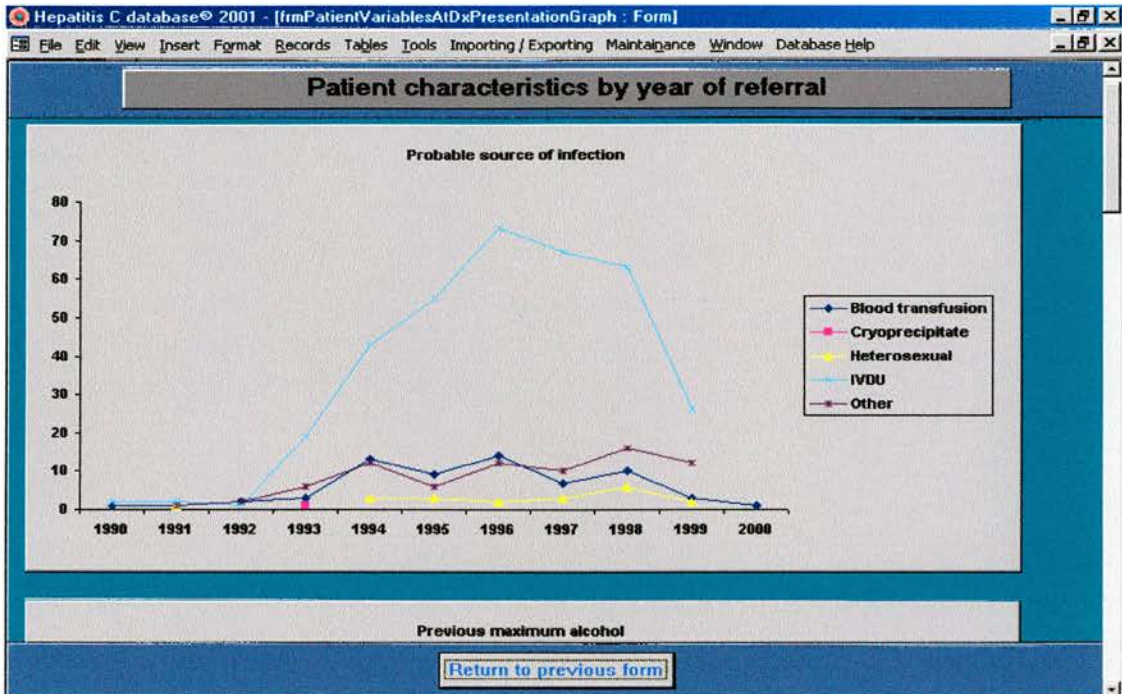 Hepatitis C database© 2001 - [frmPatientVariablesAtDxPresentationGraph : Form]
File Edit View Insert Format Records Tables Tools Importing / Exporting Maintainance Window Database Help
Patient characteristics by year of referral
Probable source of infection
80
70
60
50
40
30
20
10
0
1990 1991 1992 1993 1994 1995 1996 1997 1998 1999 2000
Blood transfusion
Cryoprecipitate
Heterosexual
IVDU
Other
Previous maximum alcohol
Return to previous form